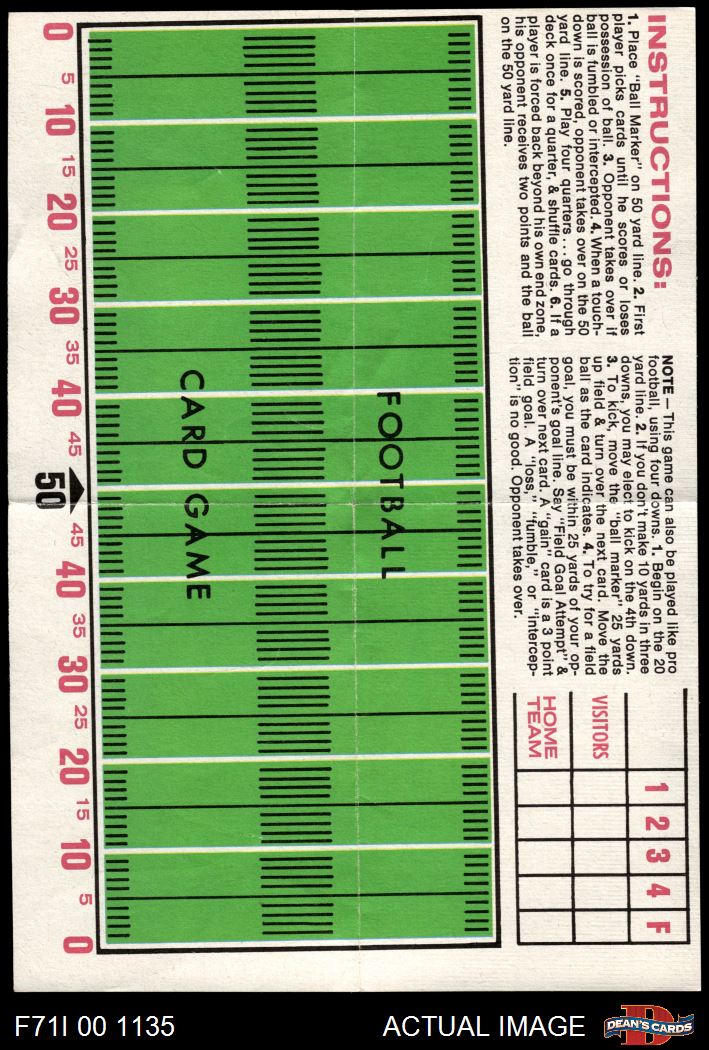 INSTRUCTIONS:
1. Place "Ball Marker" on 50 yard line. 2. First
player picks cards until he scores or loses
possession of ball. 3. Opponent takes over if
ball is fumbled or intercepted. 4. When a touch-
down is scored, opponent takes over on the 50
yard line. 5. Play four quarters... go through
deck once for a quarter, & shuffle cards. 6. If a
player is forced back beyond his own end zone,
his opponent receives two points and the ball
on the 50 yard line.
NOTE — This game can also be played like pro
football, using four downs. 1. Begin on the 20
yard line. 2. If you don't make 10 yards in three
downs, you may elect to kick on the 4th down.
3. To kick, move the "ball marker" 25 yards
up field & turn over the next card. Move the
ball as the card indicates. 4. To try for a field
goal, you must be within 25 yards of your op-
ponent's goal line. Say "Field Goal Attempt" &
turn over next card. A "gain" card is a 3 point
field goal. A "loss," "fumble," or "intercep-
tion" is no good. Opponent takes over.
1 2 3 4 F
VISITORS
HOME
TEAM
FOOTBALL
CARD GAME
0 5 10 15 20 25 30 35 40 45 50 45 40 35 30 25 20 15 10 5 0
F71I 00 1135
ACTUAL IMAGE
D
DEAN'S CARDS